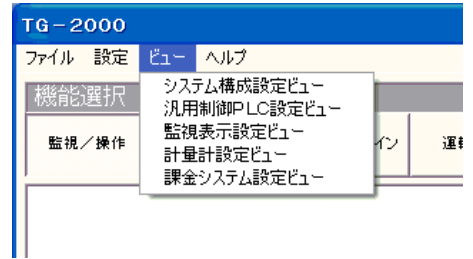 TG-2000
ファイル 設定 ビュー ヘルプ
機能選択
システム構成設定ビュー
汎用制御PLC設定ビュー
監視表示設定ビュー
計量計設定ビュー
課金システム設定ビュー
監視／操作 イン